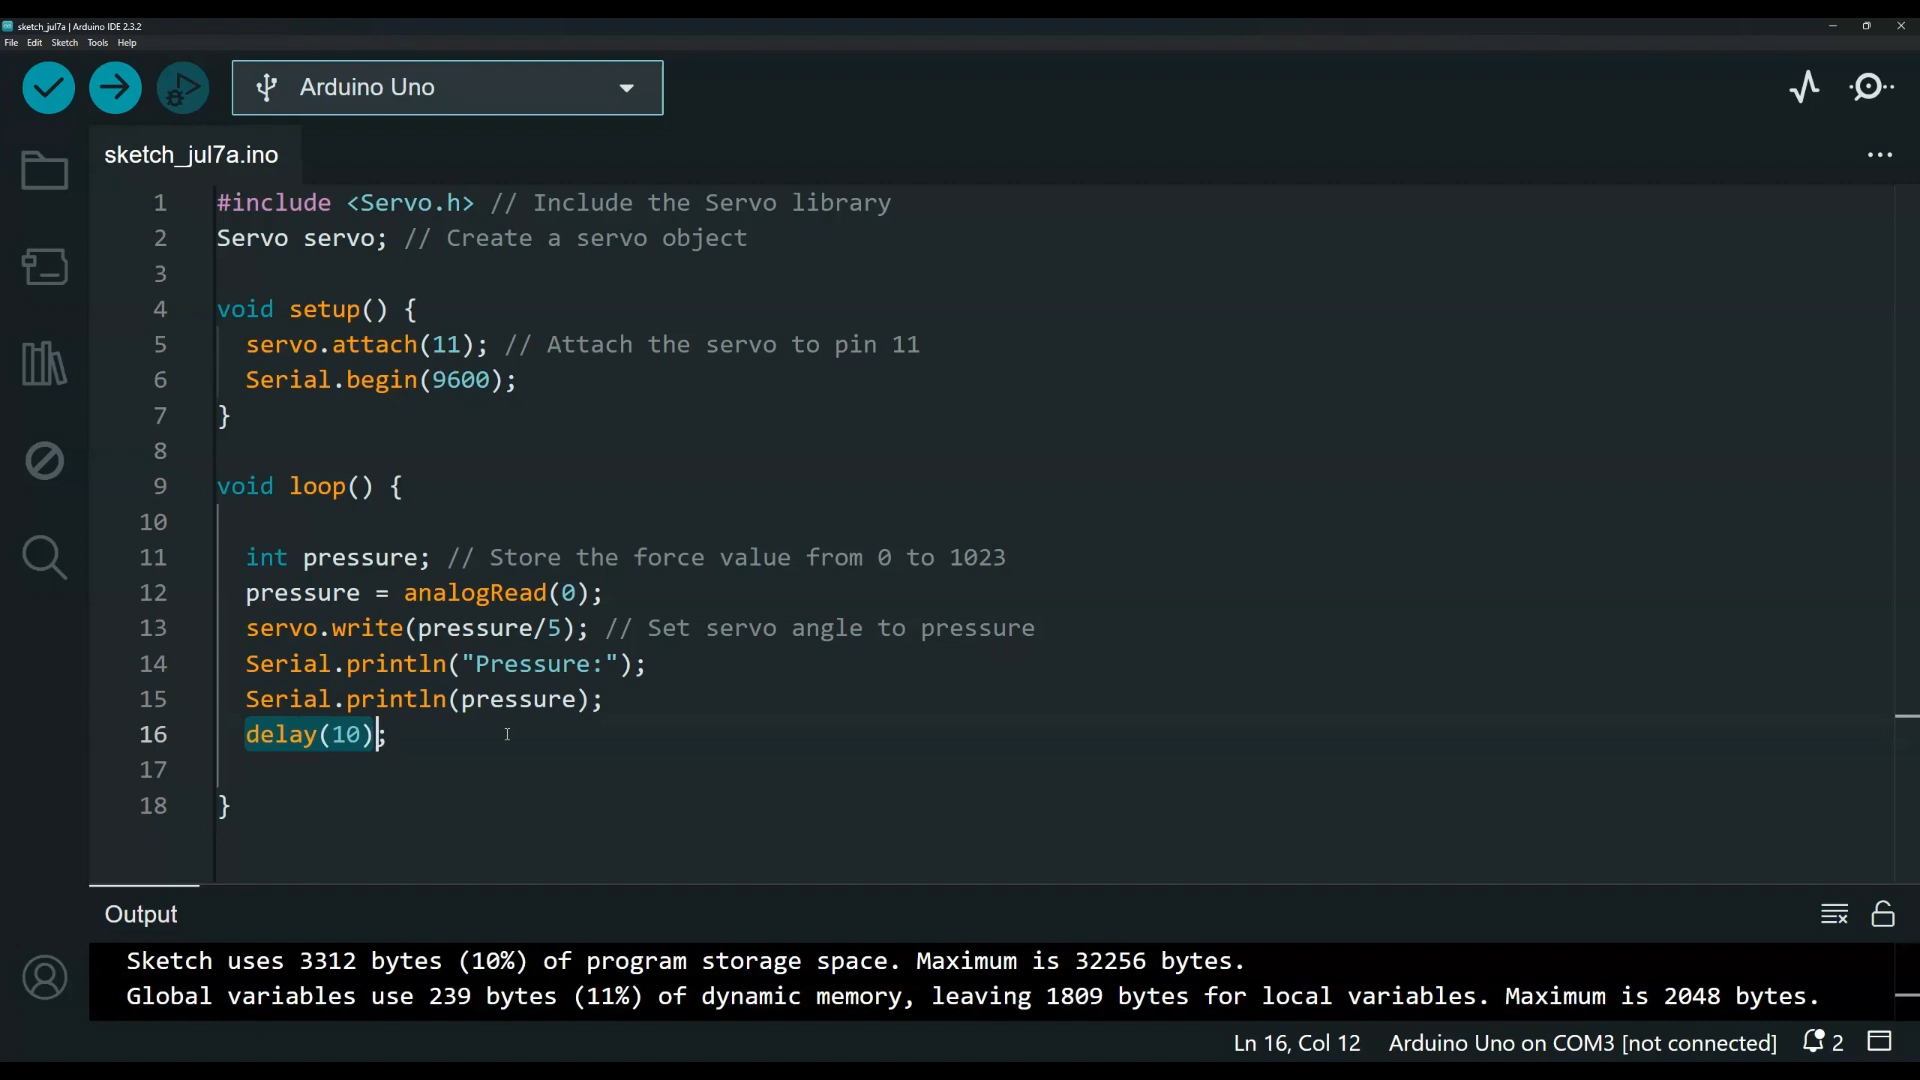 sketch_jul7a | Arduino IDE 2.3.2
File Edit Sketch Tools Help
Arduino Uno
sketch_jul7a.ino
1 #include <Servo.h> // Include the Servo library
2 Servo servo; // Create a servo object
3
4 void setup() {
5 servo.attach(11); // Attach the servo to pin 11
6 Serial.begin(9600);
7 }
8
9 void loop() {
10
11 int pressure; // Store the force value from 0 to 1023
12 pressure = analogRead(0);
13 servo.write(pressure/5); // Set servo angle to pressure
14 Serial.println("Pressure:");
15 Serial.println(pressure);
16 delay(10);
17
18 }
Output
Sketch uses 3312 bytes (10%) of program storage space. Maximum is 32256 bytes.
Global variables use 239 bytes (11%) of dynamic memory, leaving 1809 bytes for local variables. Maximum is 2048 bytes.
Ln 16, Col 12 Arduino Uno on COM3 [not connected] 2